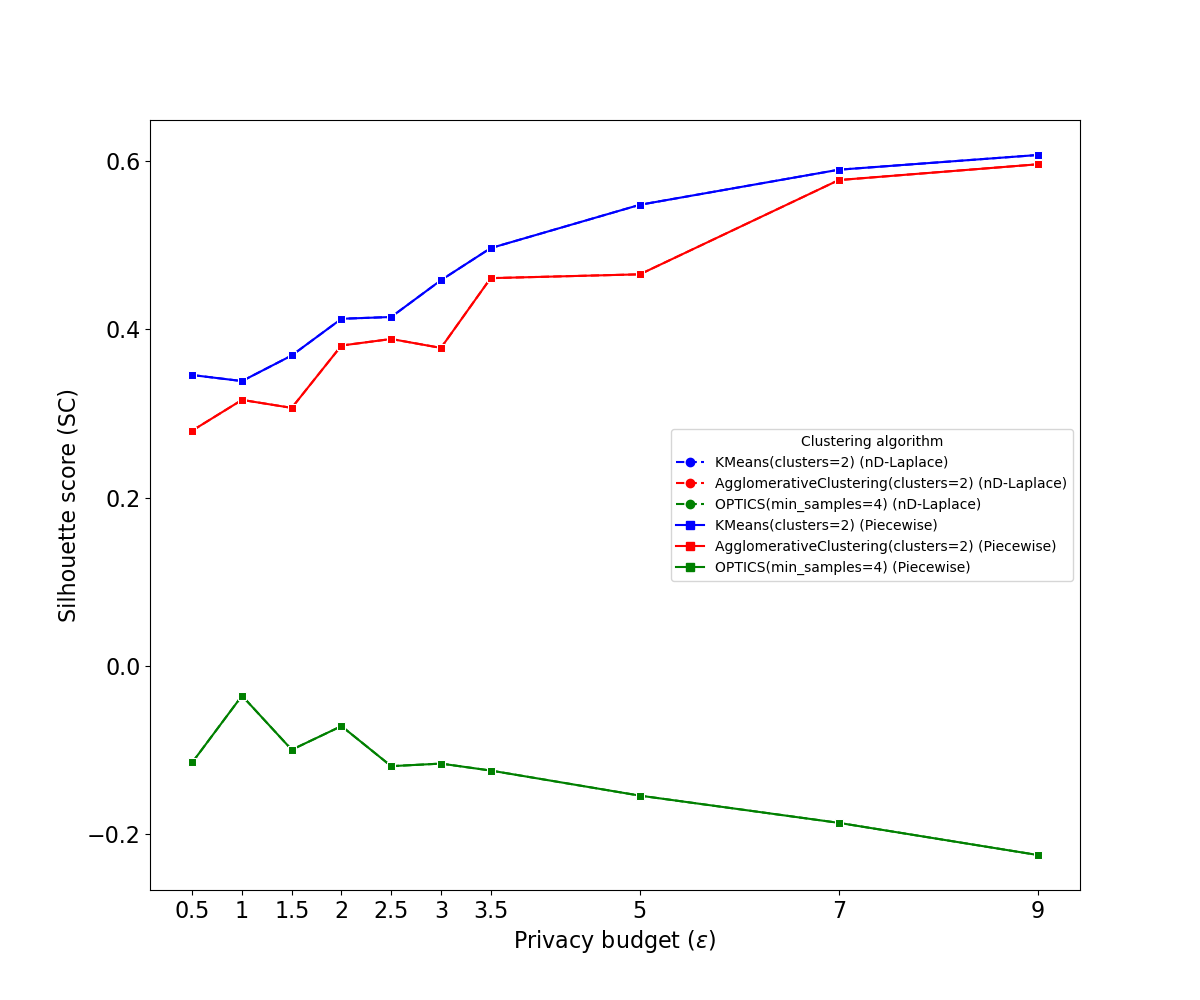 0.6
0.4
0.2
0.0
−0.2
Silhouette score (SC)
Clustering algorithm
KMeans(clusters=2) (nD-Laplace)
AgglomerativeClustering(clusters=2) (nD-Laplace)
OPTICS(min_samples=4) (nD-Laplace)
KMeans(clusters=2) (Piecewise)
AgglomerativeClustering(clusters=2) (Piecewise)
OPTICS(min_samples=4) (Piecewise)
0.5 1 1.5 2 2.5 3 3.5 5 7 9
Privacy budget (ε)